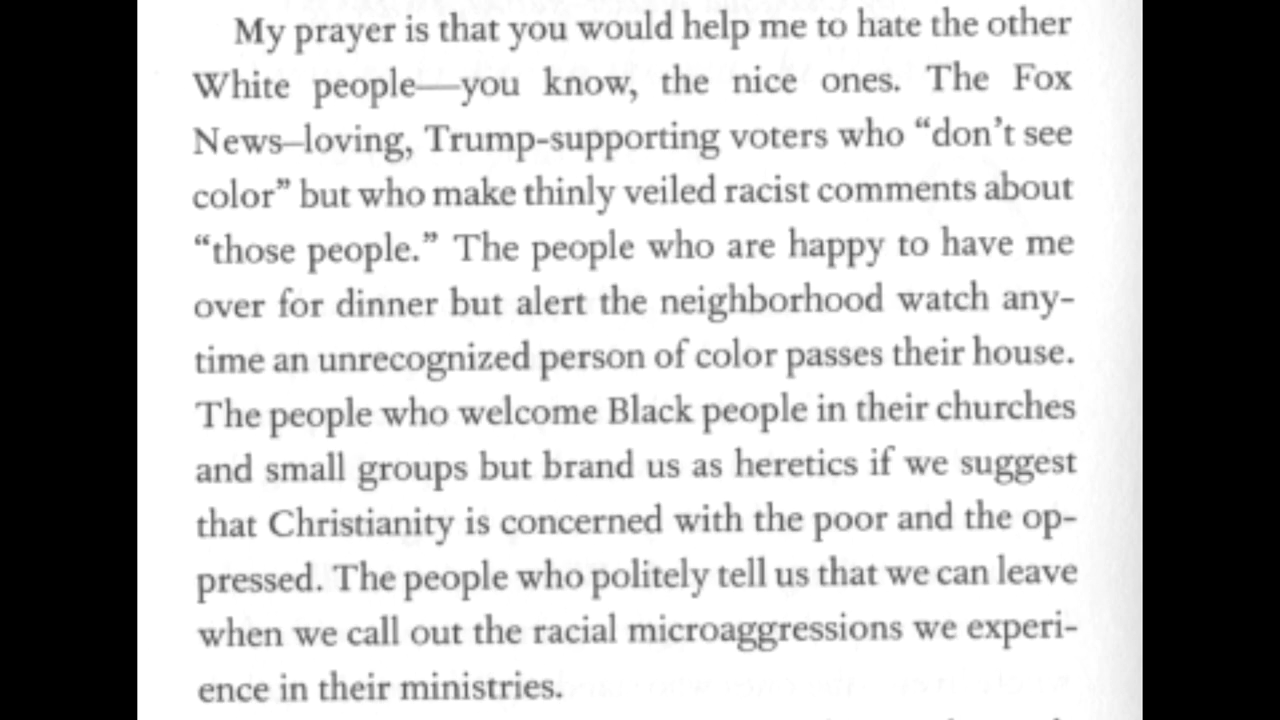 My prayer is that you would help me to hate the other
White people—you know, the nice ones. The Fox
News–loving, Trump-supporting voters who “don’t see
color” but who make thinly veiled racist comments about
“those people.” The people who are happy to have me
over for dinner but alert the neighborhood watch any-
time an unrecognized person of color passes their house.
The people who welcome Black people in their churches
and small groups but brand us as heretics if we suggest
that Christianity is concerned with the poor and the op-
pressed. The people who politely tell us that we can leave
when we call out the racial microaggressions we experi-
ence in their ministries.